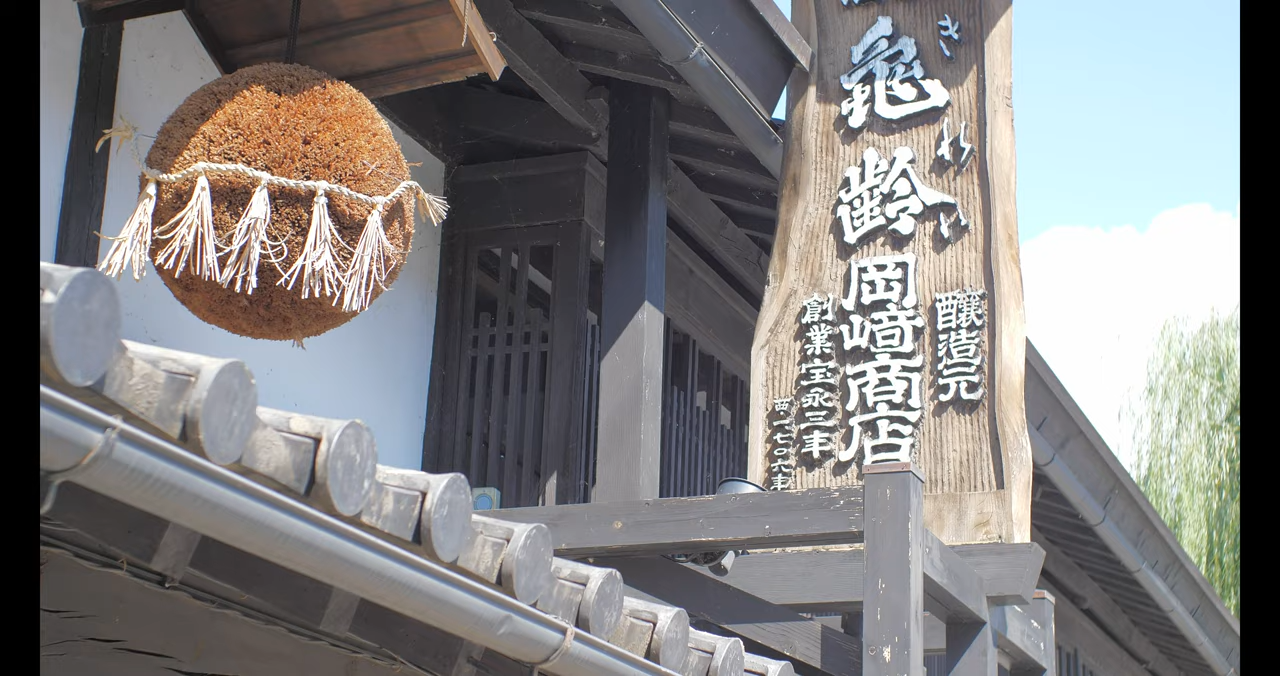 醸造元
きれい
亀齢
岡崎商店
創業宝永三年
西、一七〇六年